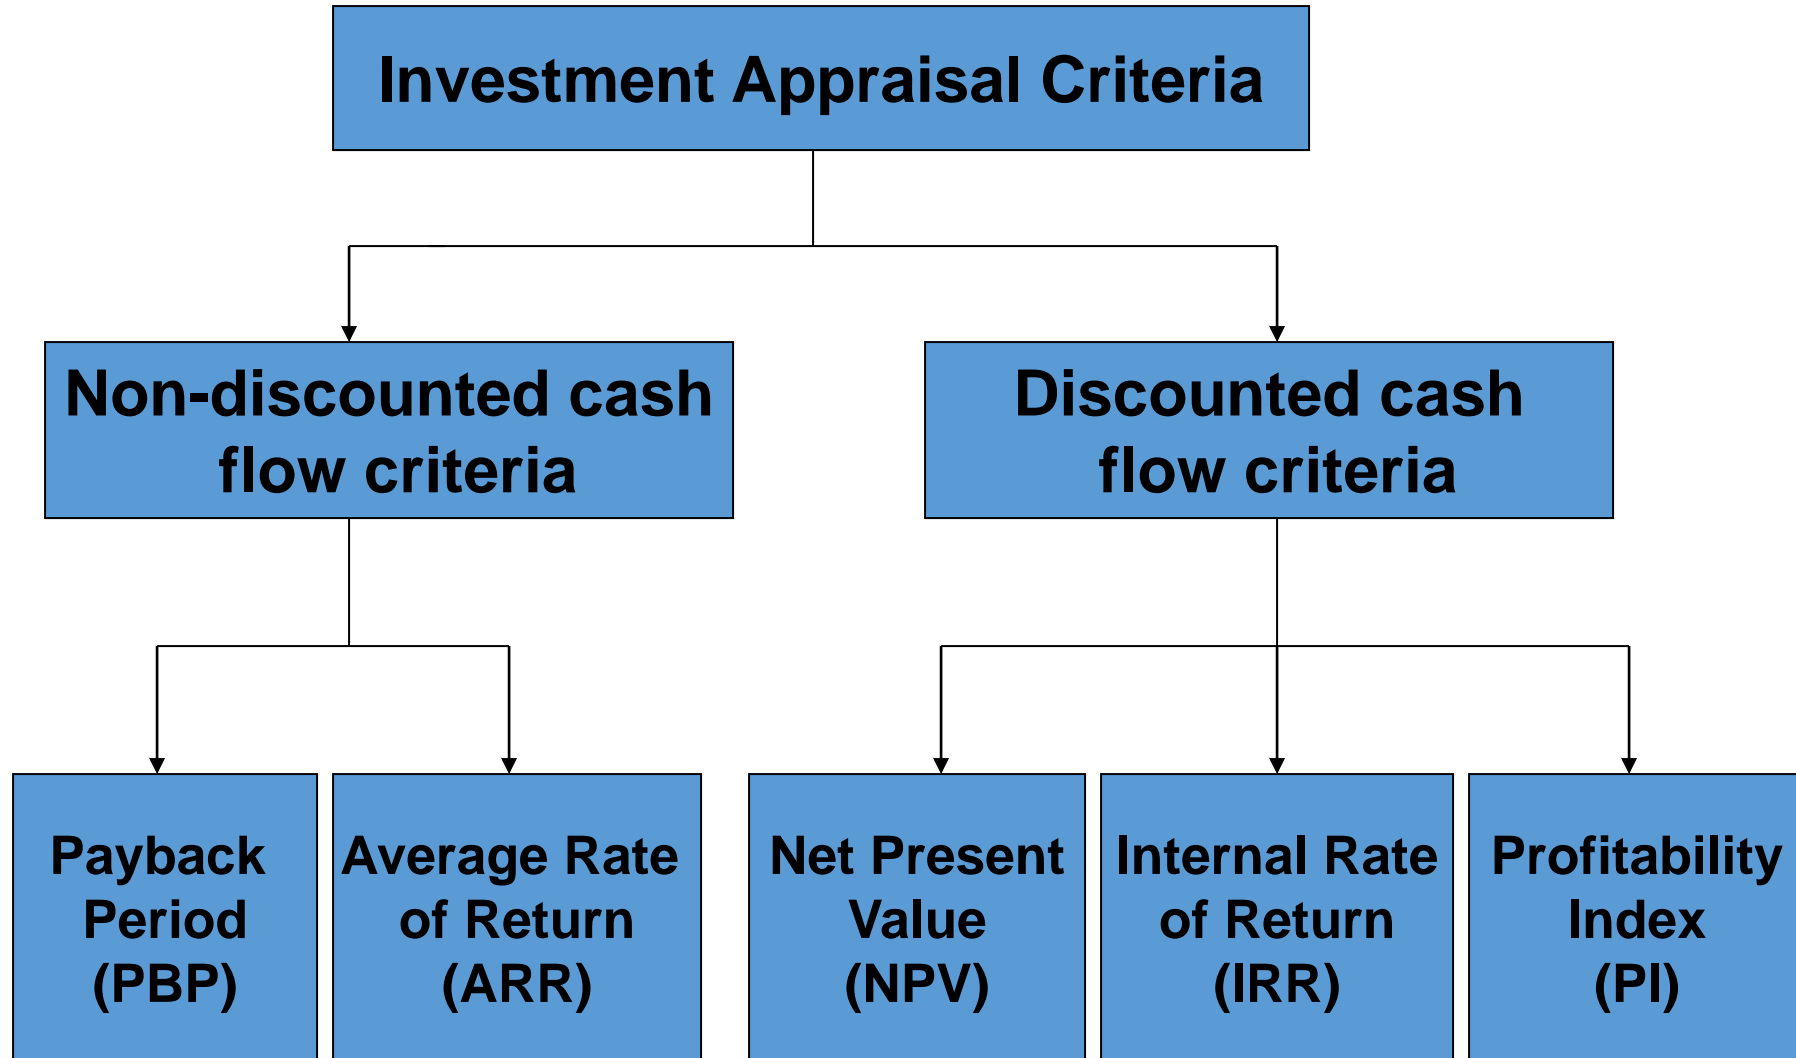 Investment Appraisal Criteria
Non-discounted cash
flow criteria
Discounted cash
flow criteria
Payback
Period
(PBP)
Average Rate
of Return
(ARR)
Net Present
Value
(NPV)
Internal Rate
of Return
(IRR)
Profitability
Index
(PI)